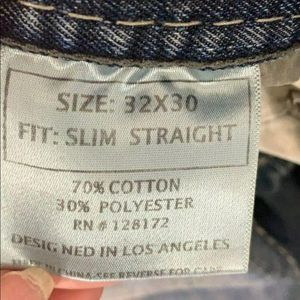 SIZE: 32X30
FIT: SLIM STRAIGHT
70% COTTON
30% POLYESTER
RN # 128172
DESIGNED IN LOS ANGELES
IN CHINA-SEE REVERSE FOR CARE